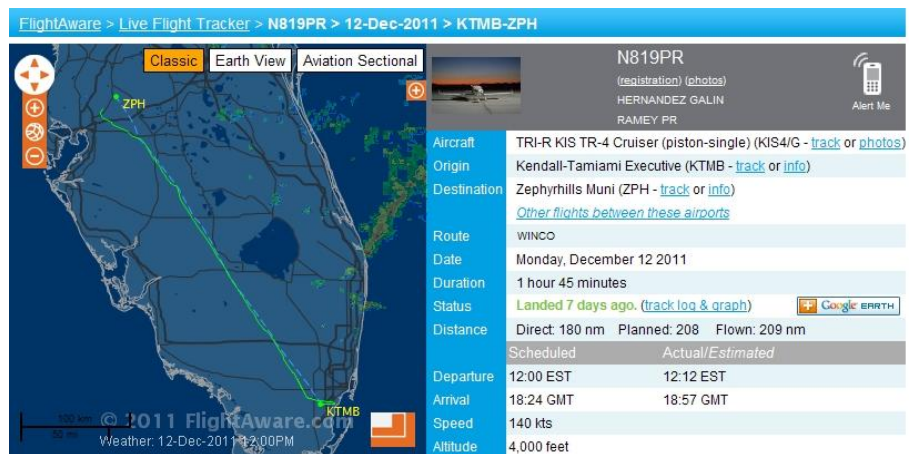 FlightAware > Live Flight Tracker > N819PR > 12-Dec-2011 > KTMB-ZPH
Classic Earth View Aviation Sectional
ZPH
KTMB
100 km
50 mi
© 2011 FlightAware.com
Weather: 12-Dec-2011 12:00PM
N819PR
(registration) (photos)
HERNANDEZ GALIN
RAMEY PR
Alert Me
Aircraft TRI-R KIS TR-4 Cruiser (piston-single) (KIS4/G - track or photos)
Origin Kendall-Tamiami Executive (KTMB - track or info)
Destination Zephyrhills Muni (ZPH - track or info)
Other flights between these airports
Route WINCO
Date Monday, December 12 2011
Duration 1 hour 45 minutes
Status Landed 7 days ago. (track log & graph) Google EARTH
Distance Direct: 180 nm Planned: 208 Flown: 209 nm
Scheduled Actual/Estimated
Departure 12:00 EST 12:12 EST
Arrival 18:24 GMT 18:57 GMT
Speed 140 kts
Altitude 4,000 feet